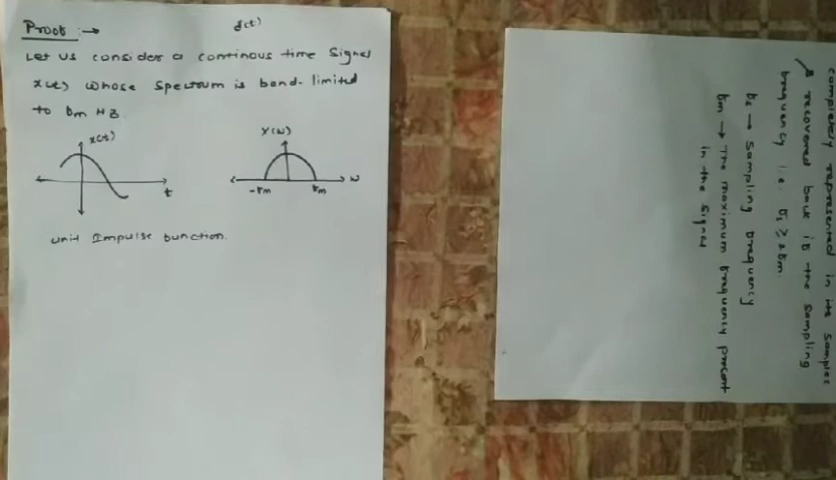 Proof :→
δ(t)
Let us consider a continous time signal
x(t) whose spectrum is band-limited
to fm Hz.
x(t)
t
X(ω)
-fm
fm
ω
unit Impulse function.
completely represented in its samples
& recovered back if the sampling
frequency i.e. fs ≥ 2fm.
fs → Sampling frequency
fm → The maximum frequency percent
in the signal